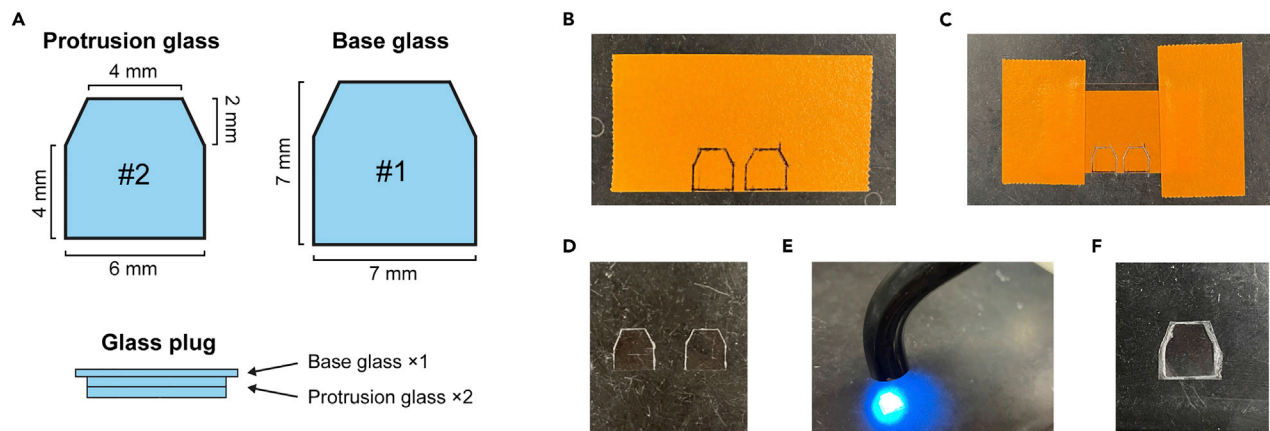 A
Protrusion glass
4 mm
2 mm
#2
4 mm
6 mm
Base glass
7 mm
#1
7 mm
Glass plug
Base glass ×1
Protrusion glass ×2
B
C
D
E
F